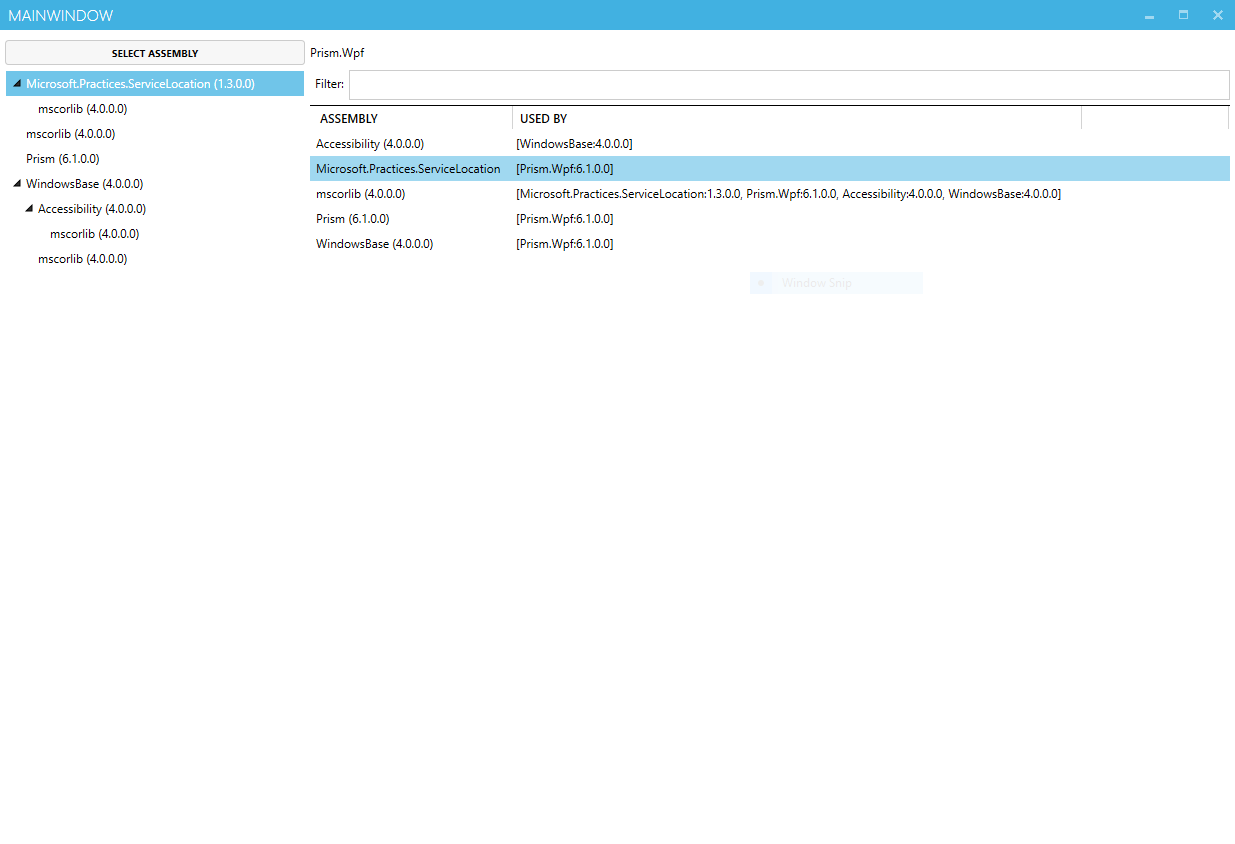 MAINWINDOW
SELECT ASSEMBLY
Microsoft.Practices.ServiceLocation (1.3.0.0)
mscorlib (4.0.0.0)
mscorlib (4.0.0.0)
Prism (6.1.0.0)
WindowsBase (4.0.0.0)
Accessibility (4.0.0.0)
mscorlib (4.0.0.0)
mscorlib (4.0.0.0)
Prism.Wpf
Filter:
ASSEMBLY USED BY
Accessibility (4.0.0.0) [WindowsBase:4.0.0.0]
Microsoft.Practices.ServiceLocation [Prism.Wpf:6.1.0.0]
mscorlib (4.0.0.0) [Microsoft.Practices.ServiceLocation:1.3.0.0, Prism.Wpf:6.1.0.0, Accessibility:4.0.0.0, WindowsBase:4.0.0.0]
Prism (6.1.0.0) [Prism.Wpf:6.1.0.0]
WindowsBase (4.0.0.0) [Prism.Wpf:6.1.0.0]
Window Snip